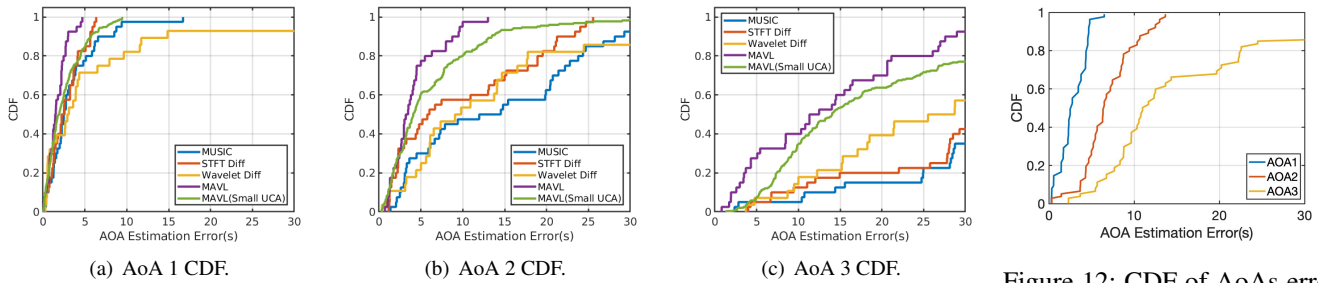 CDF
1
0.8
0.6
0.4
0.2
0
0
5
10
15
20
25
30
MUSIC
STFT Diff
Wavelet Diff
MAVL
MAVL(Small UCA)
AOA Estimation Error(s)
(a) AoA 1 CDF.
CDF
1
0.8
0.6
0.4
0.2
0
0
5
10
15
20
25
30
MUSIC
STFT Diff
Wavelet Diff
MAVL
MAVL(Small UCA)
AOA Estimation Error(s)
(b) AoA 2 CDF.
CDF
1
0.8
0.6
0.4
0.2
0
0
5
10
15
20
25
30
MUSIC
STFT Diff
Wavelet Diff
MAVL
MAVL(Small UCA)
AOA Estimation Error(s)
(c) AoA 3 CDF.
CDF
1
0.8
0.6
0.4
0.2
0
0
10
20
30
AOA1
AOA2
AOA3
AOA Estimation Error(s)
Figure 12: CDF of AoAs